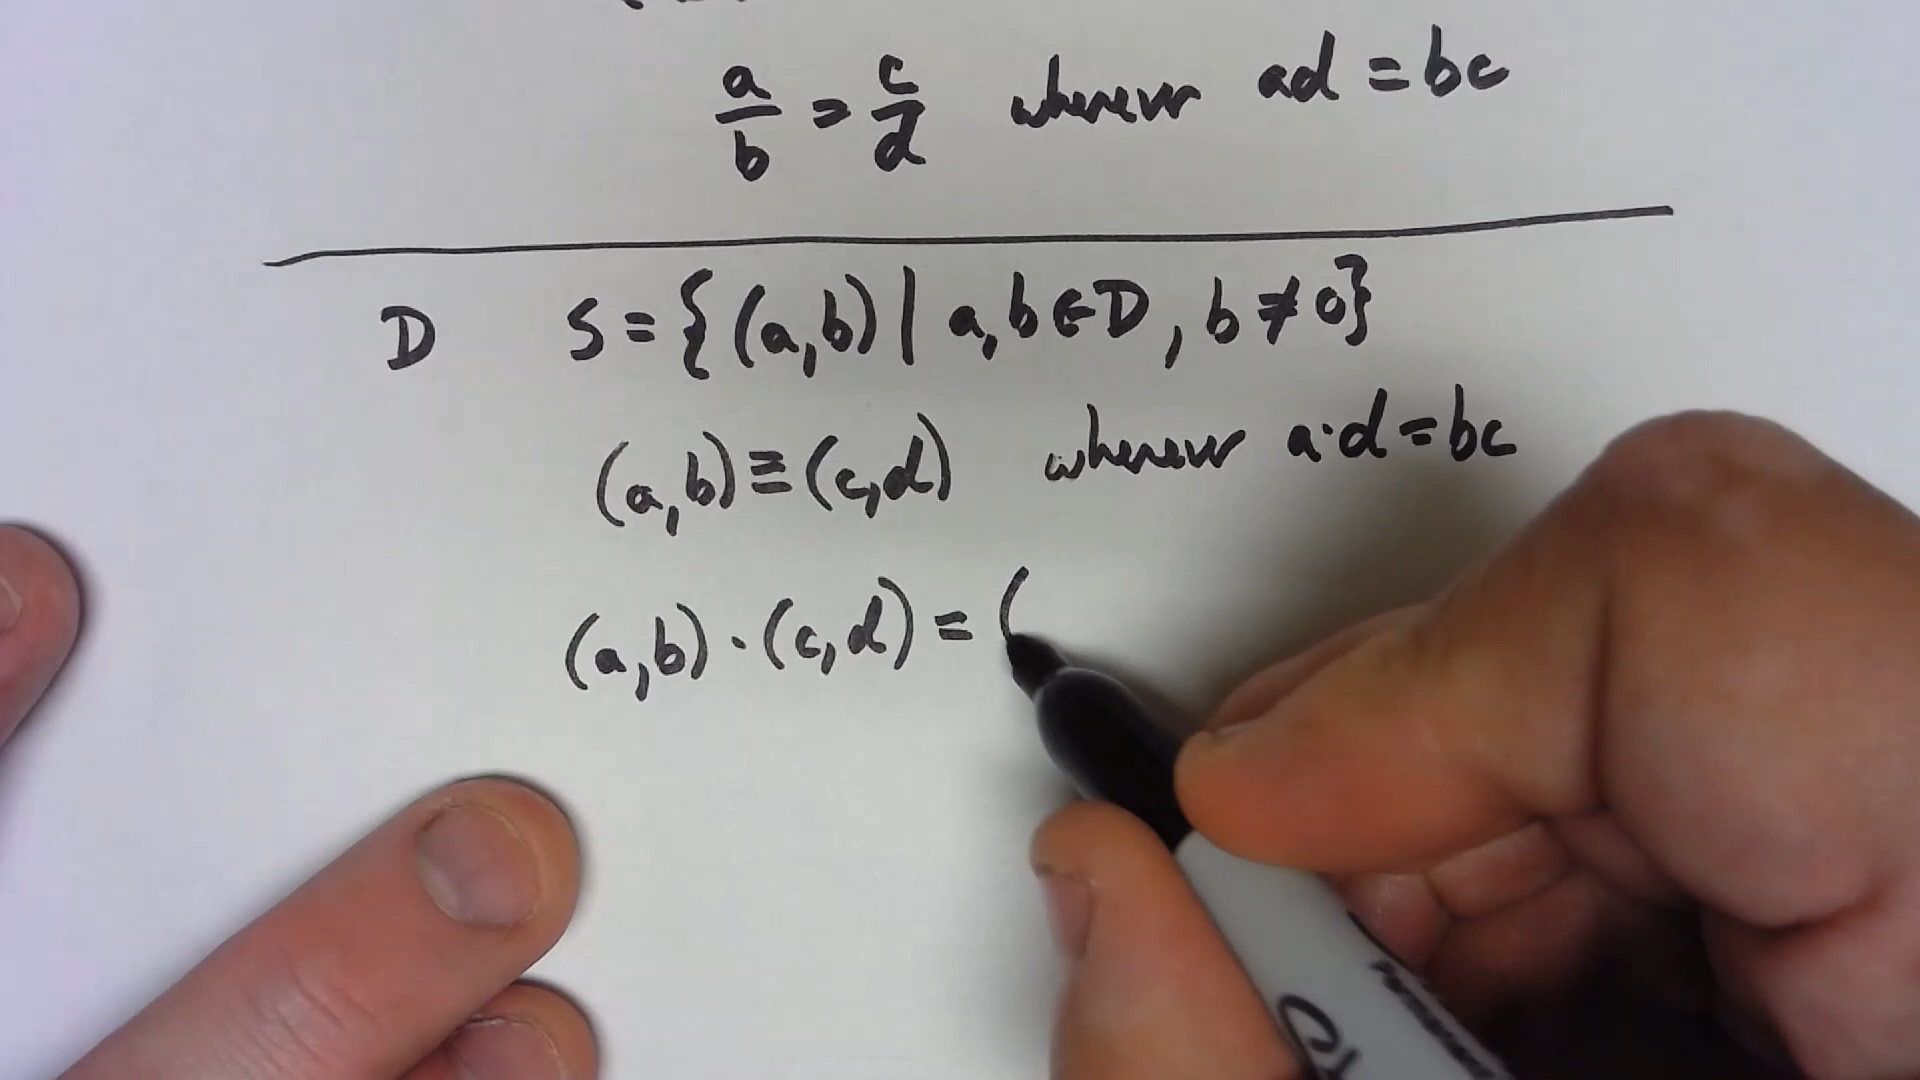 a/b = c/d whenever ad = bc
D S = {(a,b) | a,b ∈ D, b ≠ 0}
(a,b) ≡ (c,d) whenever a·d = bc
(a,b) · (c,d) = (